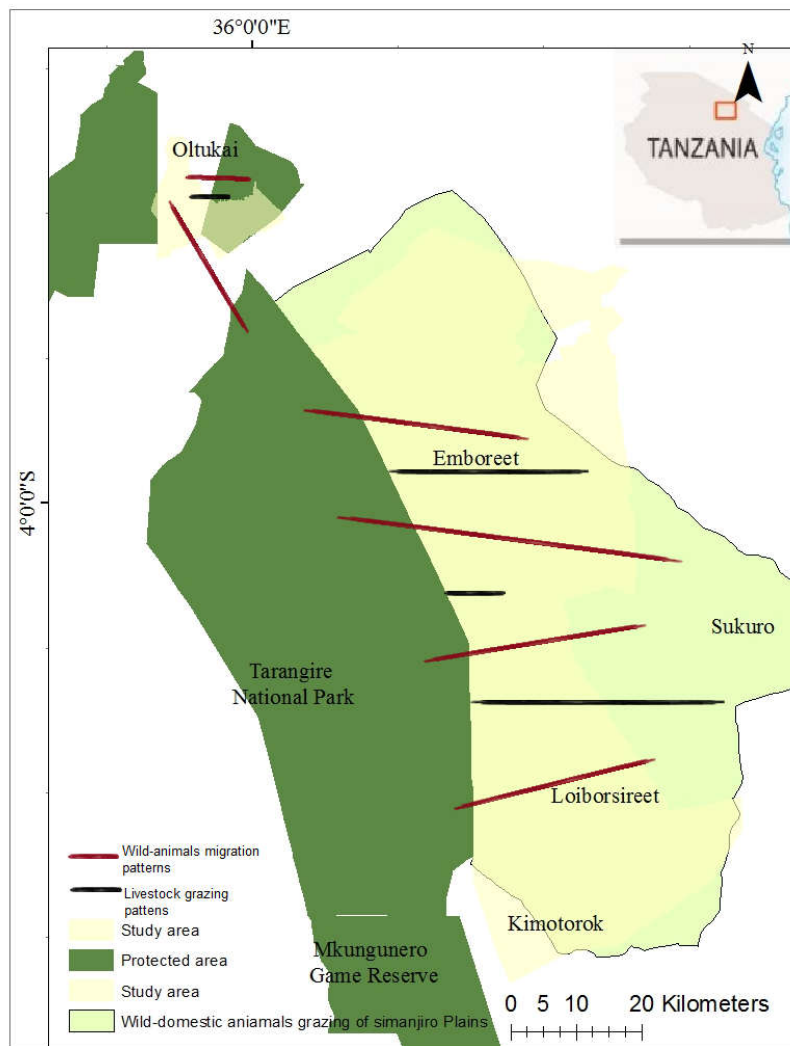 36°0'0"E
N
TANZANIA
Oltukai
Emboreet
4°0'0"S
Sukuro
Tarangire
National Park
Loiborsireet
Wild-animals migration
patterns
Livestock grazing
pattens
Study area
Protected area
Study area
Wild-domestic aniamals grazing of simanjiro Plains
Kimotorok
Mkungunero
Game Reserve
0 5 10 20 Kilometers